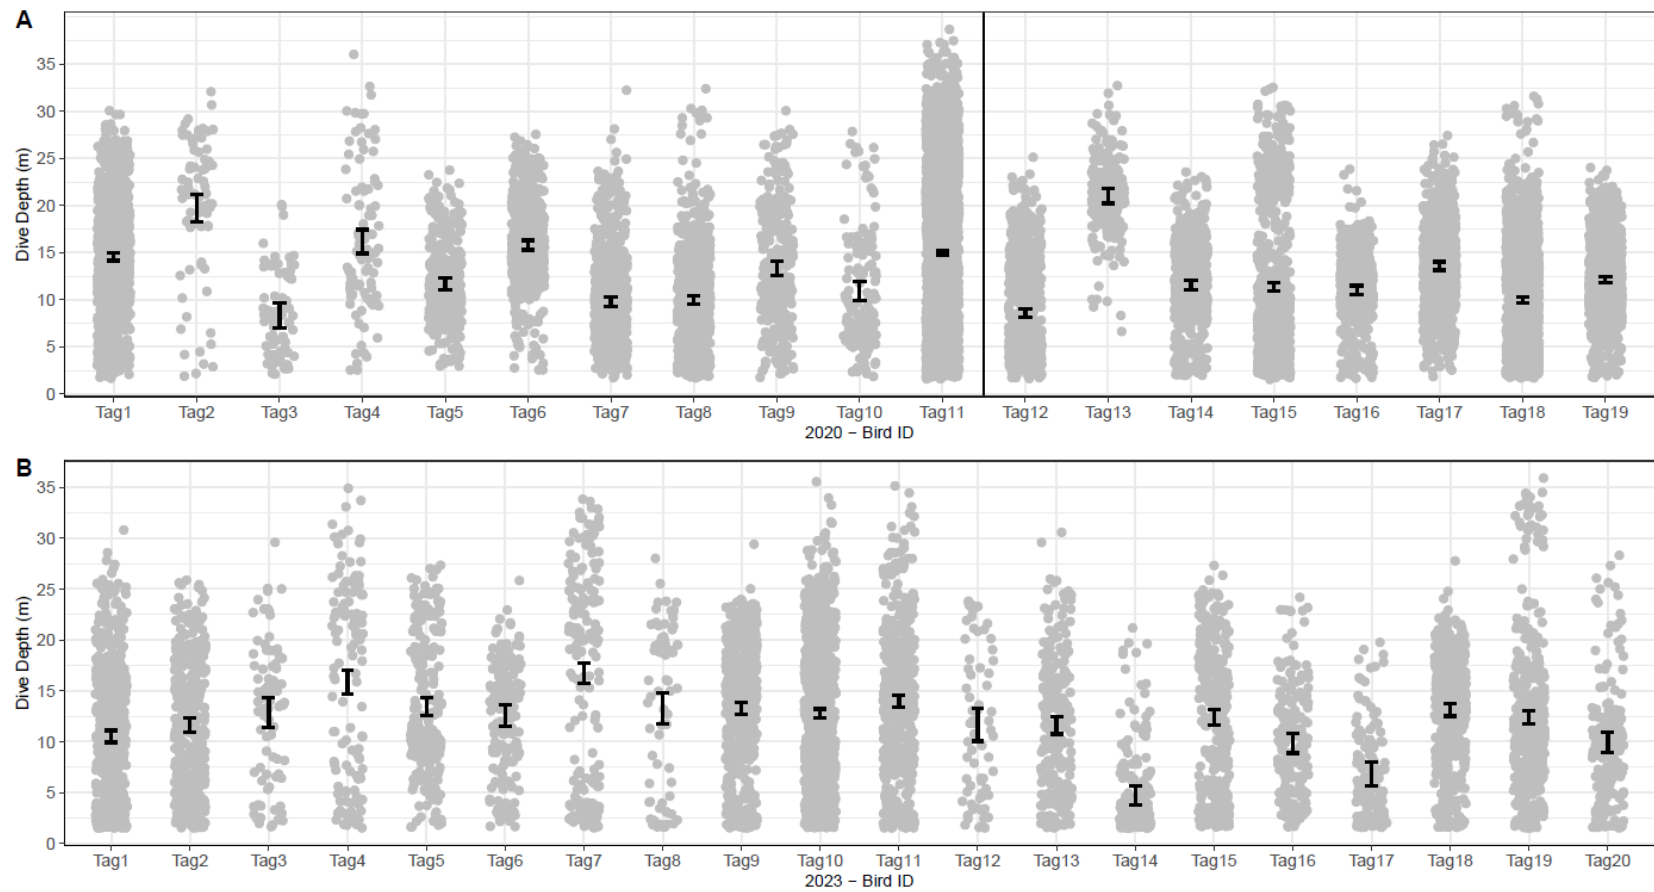 A
Dive Depth (m)
35
30
25
20
15
10
5
0
Tag1 Tag2 Tag3 Tag4 Tag5 Tag6 Tag7 Tag8 Tag9 Tag10 Tag11 Tag12 Tag13 Tag14 Tag15 Tag16 Tag17 Tag18 Tag19
2020 − Bird ID
B
Dive Depth (m)
35
30
25
20
15
10
5
0
Tag1 Tag2 Tag3 Tag4 Tag5 Tag6 Tag7 Tag8 Tag9 Tag10 Tag11 Tag12 Tag13 Tag14 Tag15 Tag16 Tag17 Tag18 Tag19 Tag20
2023 − Bird ID